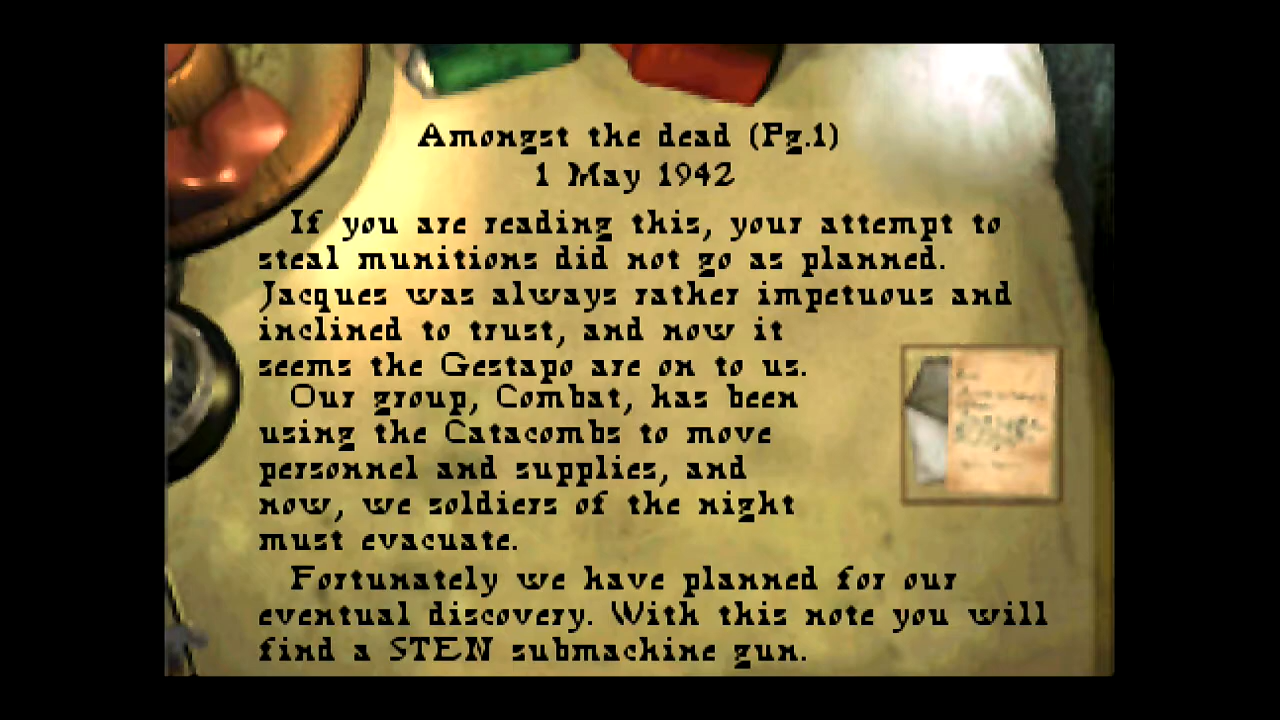 Amongst the dead (Pg.1)
1 May 1942
If you are reading this, your attempt to
steal munitions did not go as planned.
Jacques was always rather impetuous and
inclined to trust, and now it
seems the Gestapo are on to us.
Our group, Combat, has been
using the Catacombs to move
personnel and supplies, and
now, we soldiers of the night
must evacuate.
Fortunately we have planned for our
eventual discovery. With this note you will
find a STEN submachine gun.